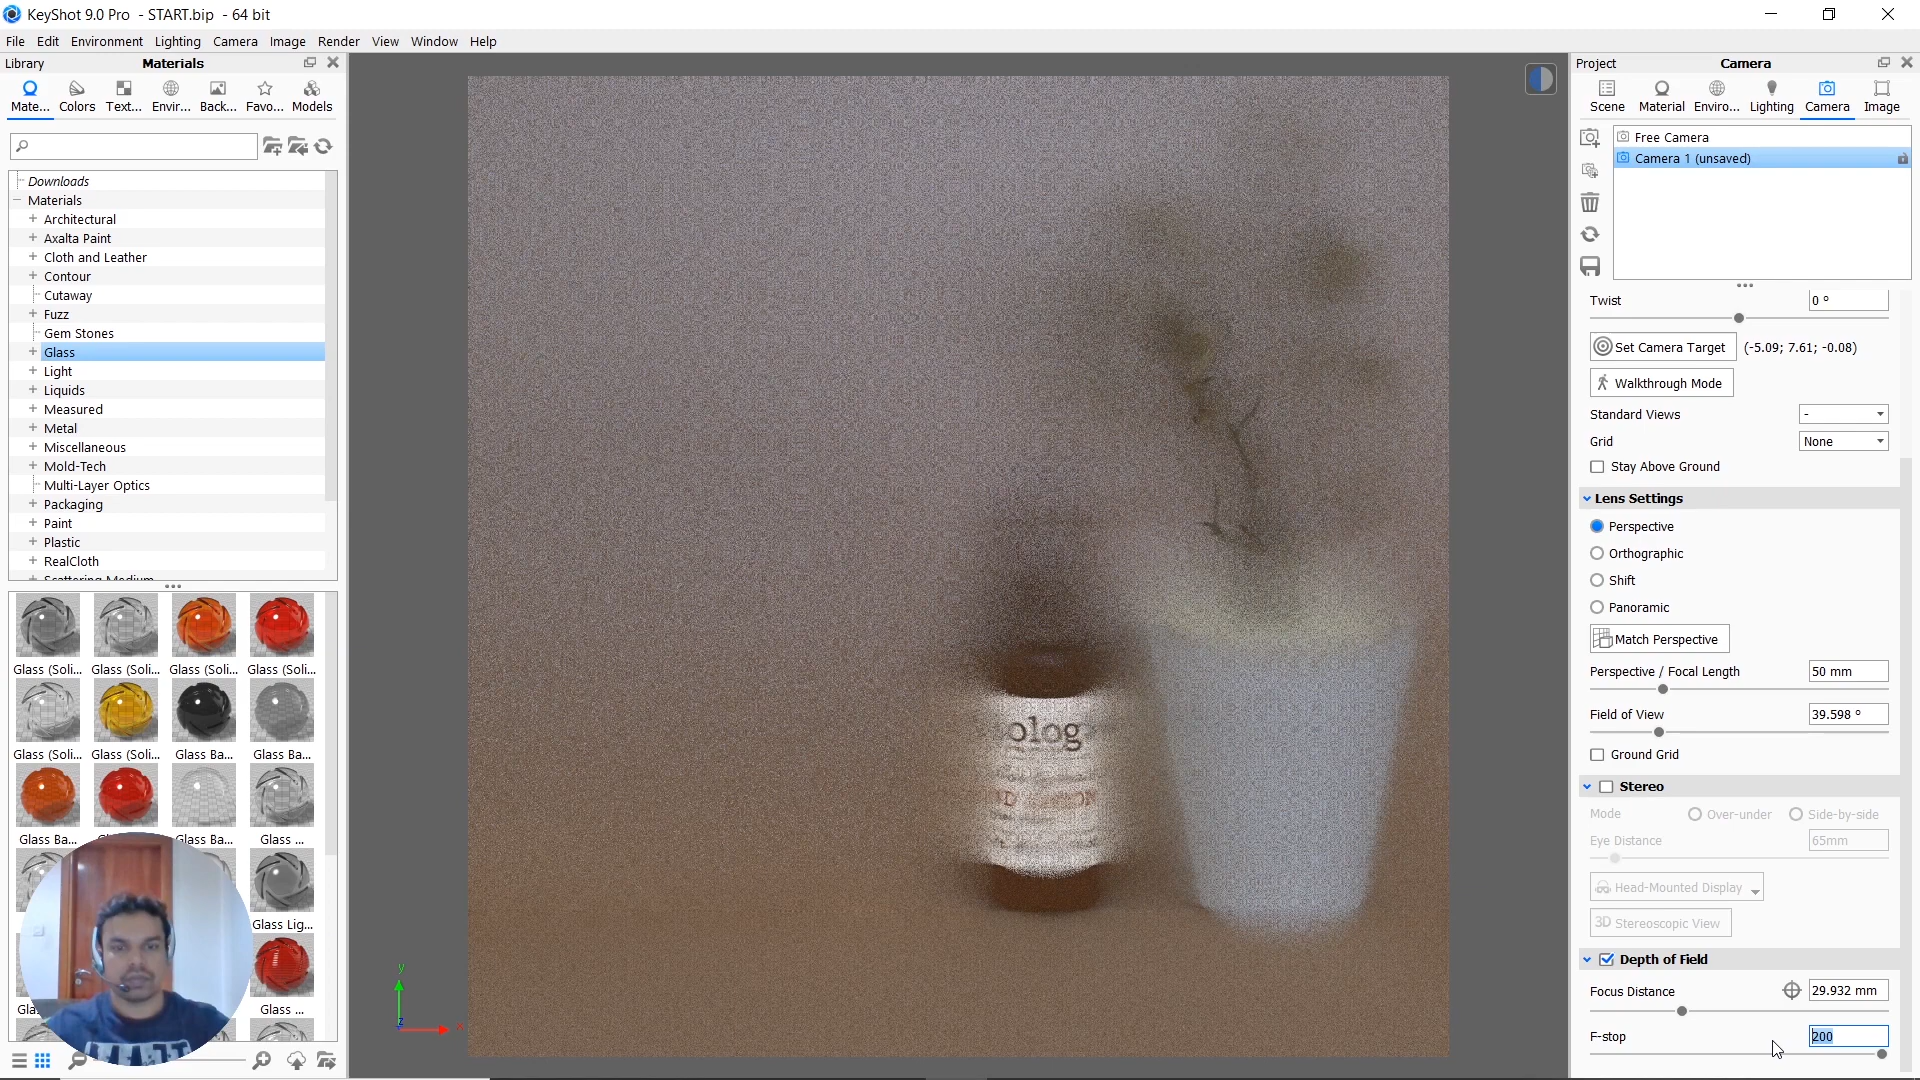 KeyShot 9.0 Pro - START.bip - 64 bit
File Edit Environment Lighting Camera Image Render View Window Help
Library Materials
Mate... Colors Text... Envir... Back... Favo... Models
Downloads
Materials
Architectural
Axalta Paint
Cloth and Leather
Contour
Cutaway
Fuzz
Gem Stones
Glass
Light
Liquids
Measured
Metal
Miscellaneous
Mold-Tech
Multi-Layer Optics
Packaging
Paint
Plastic
RealCloth
Scattering Medium
Glass (Soli... Glass (Soli... Glass (Soli... Glass (Soli...
Glass (Soli... Glass (Soli... Glass Ba... Glass Ba...
Glass Ba... Glass Ba... Glass ...
Glass Lig...
Glass ...
olog
y
z x
Project Camera
Scene Material Enviro... Lighting Camera Image
Free Camera
Camera 1 (unsaved)
Twist 0 °
Set Camera Target (-5.09; 7.61; -0.08)
Walkthrough Mode
Standard Views -
Grid None
Stay Above Ground
Lens Settings
Perspective
Orthographic
Shift
Panoramic
Match Perspective
Perspective / Focal Length 50 mm
Field of View 39.598 °
Ground Grid
Stereo
Mode Over-under Side-by-side
Eye Distance 65mm
Head-Mounted Display
3D Stereoscopic View
Depth of Field
Focus Distance 29.932 mm
F-stop 200